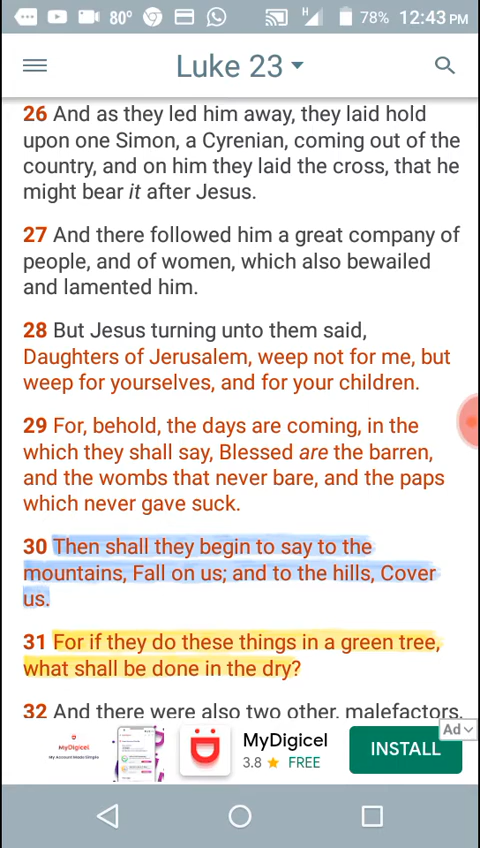 80° H 78% 12:43 PM
Luke 23
26 And as they led him away, they laid hold
upon one Simon, a Cyrenian, coming out of the
country, and on him they laid the cross, that he
might bear it after Jesus.
27 And there followed him a great company of
people, and of women, which also bewailed
and lamented him.
28 But Jesus turning unto them said,
Daughters of Jerusalem, weep not for me, but
weep for yourselves, and for your children.
29 For, behold, the days are coming, in the
which they shall say, Blessed are the barren,
and the wombs that never bare, and the paps
which never gave suck.
30 Then shall they begin to say to the
mountains, Fall on us; and to the hills, Cover
us.
31 For if they do these things in a green tree,
what shall be done in the dry?
32 And there were also two other, malefactors,
Ad
MyDigicel
My Account Made Simple
MyDigicel
3.8 FREE
INSTALL